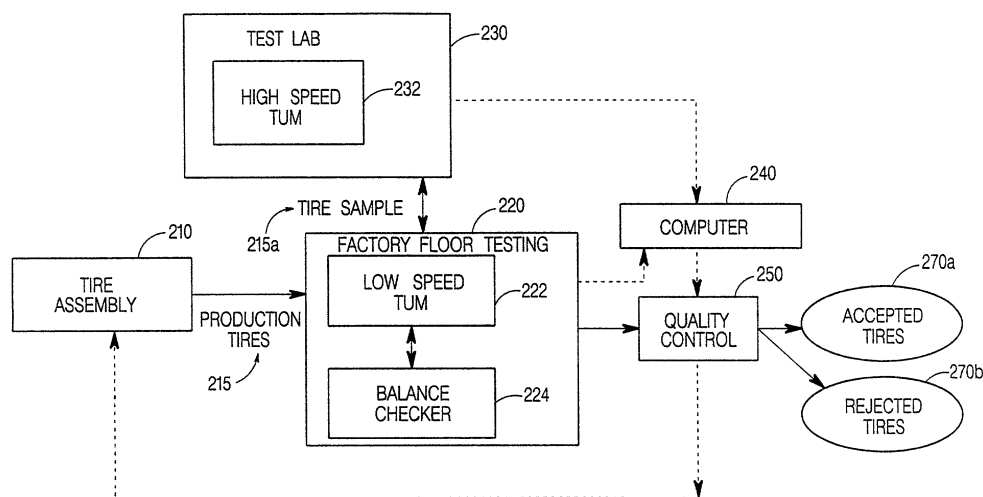 TEST LAB
230
HIGH SPEED
TUM
232
TIRE SAMPLE
215a
220
240
COMPUTER
210
TIRE
ASSEMBLY
PRODUCTION
TIRES
215
FACTORY FLOOR TESTING
LOW SPEED
TUM
222
BALANCE
CHECKER
224
250
QUALITY
CONTROL
270a
ACCEPTED
TIRES
270b
REJECTED
TIRES